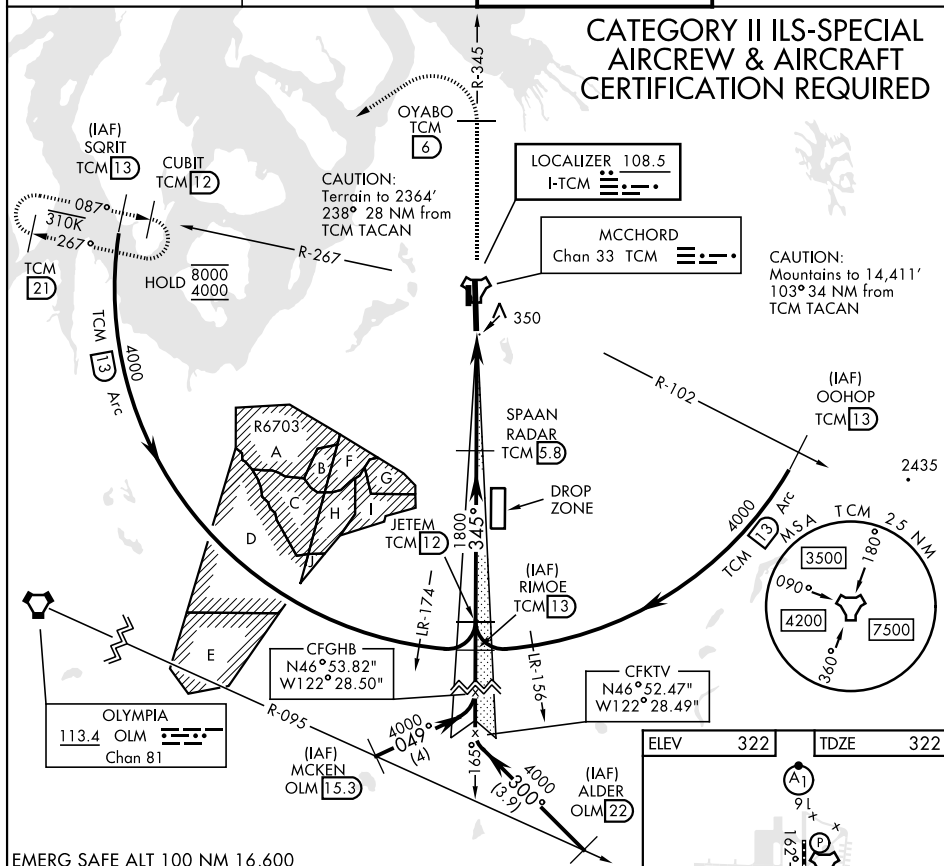 CATEGORY II ILS-SPECIAL
AIRCREW & AIRCRAFT
CERTIFICATION REQUIRED
R-345
OYABO
TCM
6
(IAF)
SQRIT
TCM 13
CUBIT
TCM 12
CAUTION:
Terrain to 2364'
238° 28 NM from
TCM TACAN
LOCALIZER 108.5
I-TCM
MCCHORD
Chan 33 TCM
CAUTION:
Mountains to 14,411'
103° 34 NM from
TCM TACAN
087°
310K
267°
TCM
21
HOLD 8000
4000
R-267
350
TCM 13 Arc
4000
R-102
(IAF)
OOHOP
TCM 13
2435
SPAAN
RADAR
TCM 5.8
R6703
A
B
F
G
C
H
I
D
J
E
DROP
ZONE
JETEM
TCM 12
1800
345°
4000
TCM 13 Arc
(IAF)
RIMOE
TCM 13
LR-174
LR-156
MSA TCM 25 NM
3500
180°
090°
4200
7500
360°
CFGHB
N46°53.82"
W122°28.50"
CFKTV
N46°52.47"
W122°28.49"
OLYMPIA
113.4 OLM
Chan 81
R-095
4000
049°
(4)
165°
(IAF)
MCKEN
OLM 15.3
4000
300°
(3.9)
(IAF)
ALDER
OLM 22
ELEV 322
TDZE 322
A1
16
P
162°
EMERG SAFE ALT 100 NM 16,600